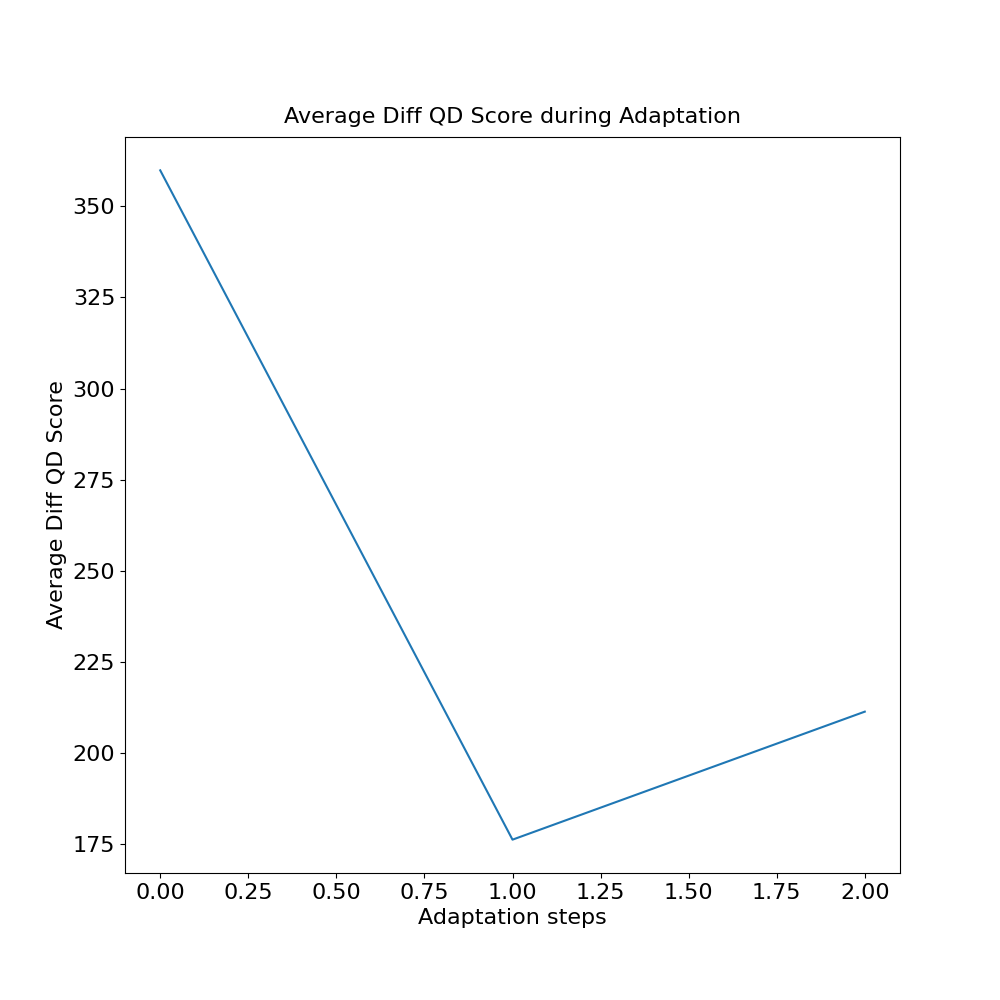 Average Diff QD Score during Adaptation
Average Diff QD Score
350
325
300
275
250
225
200
175
0.00 0.25 0.50 0.75 1.00 1.25 1.50 1.75 2.00
Adaptation steps